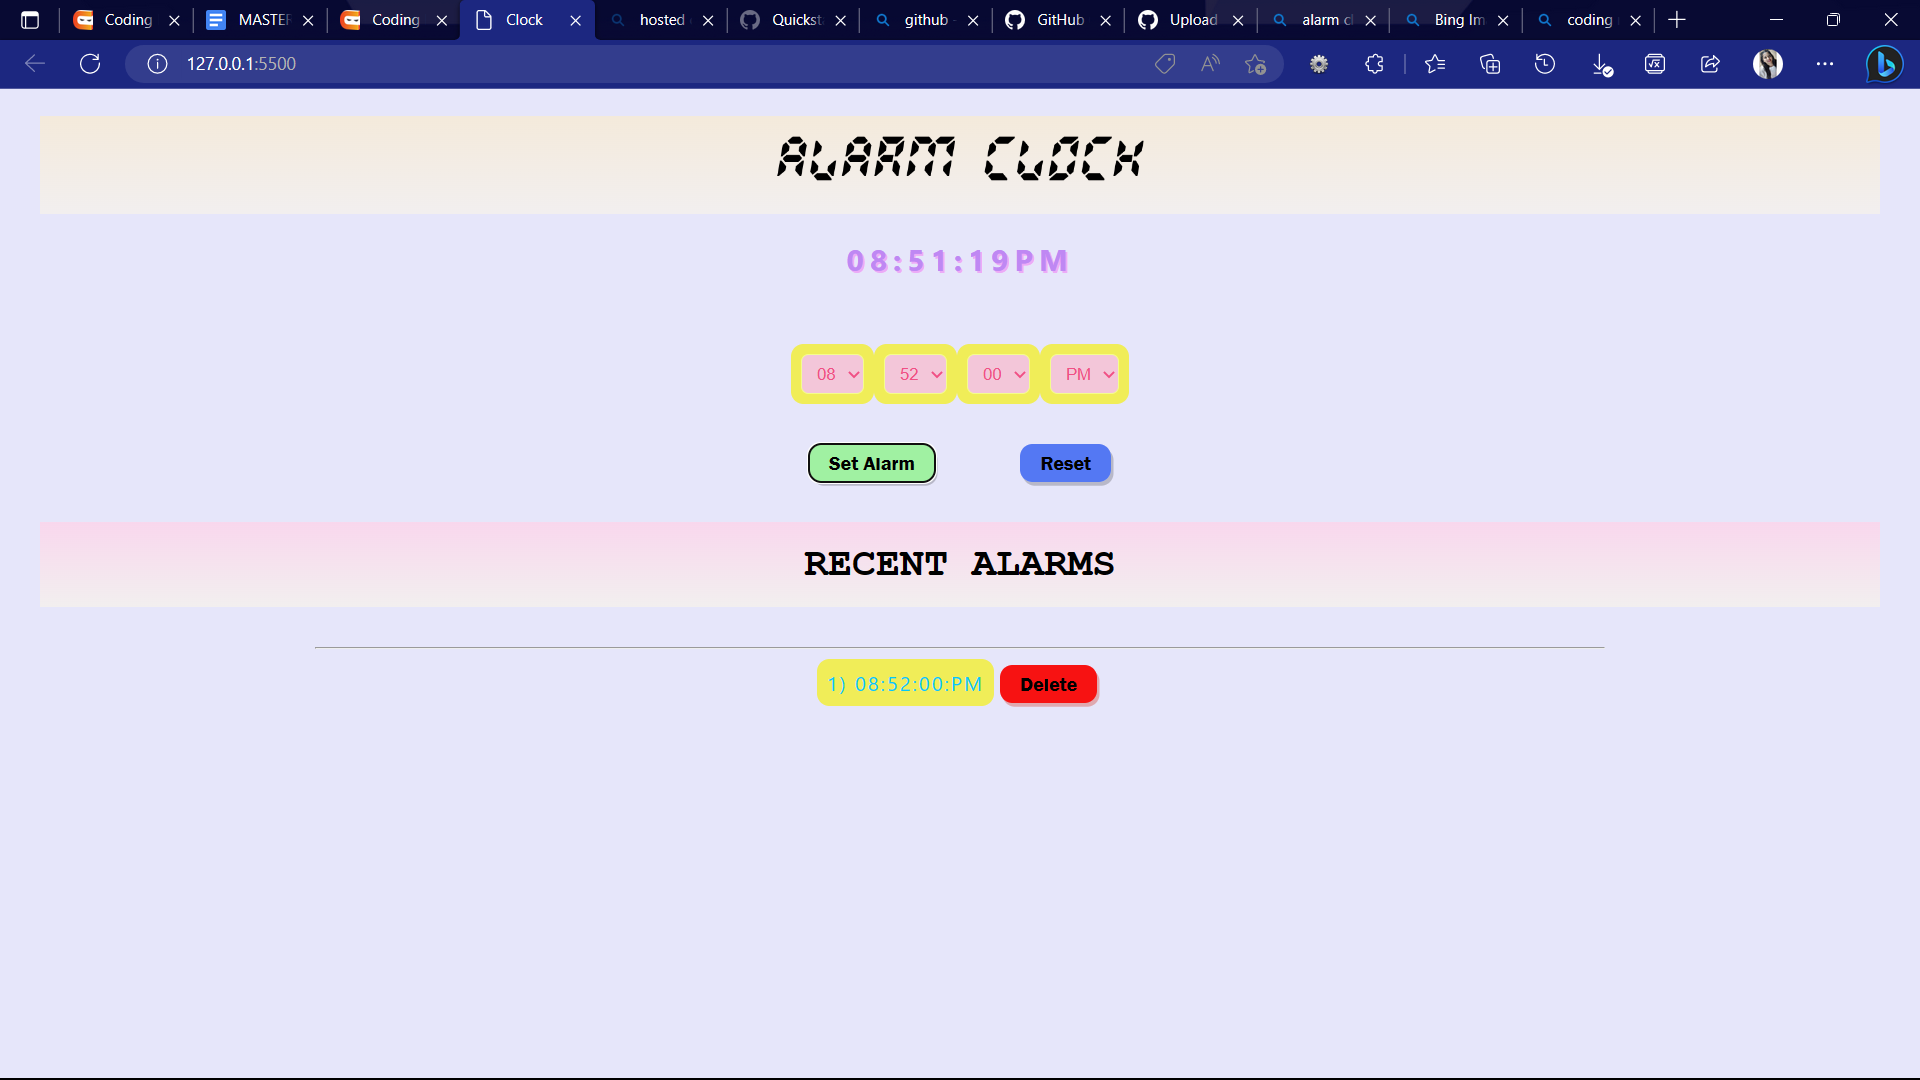 Coding
MASTER
Coding
Clock
hosted
Quickst
github -
GitHub
Upload
alarm cl
Bing Im
coding
127.0.0.1:5500
ALARM CLOCK
08:51:19PM
08 52 00 PM
Set Alarm Reset
RECENT ALARMS
1) 08:52:00:PM Delete